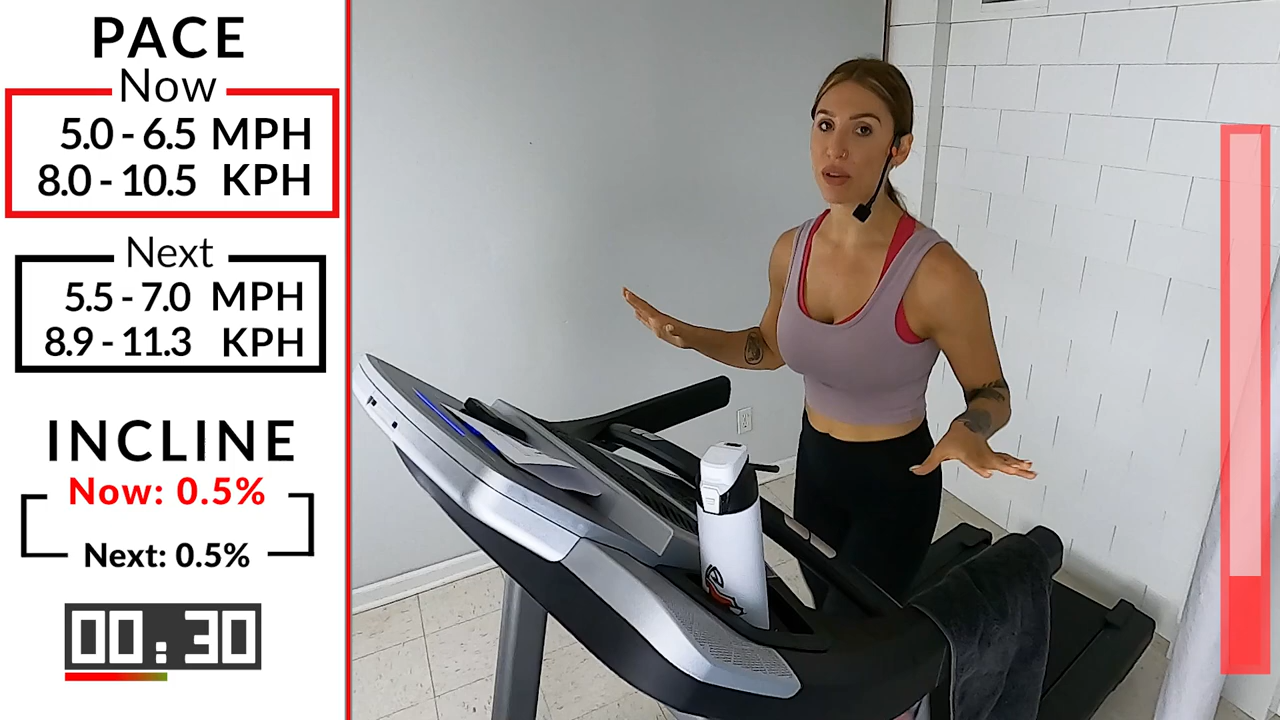 PACE
Now
5.0 - 6.5 MPH
8.0 - 10.5 KPH
Next
5.5 - 7.0 MPH
8.9 - 11.3 KPH
INCLINE
Now: 0.5%
Next: 0.5%
00:30